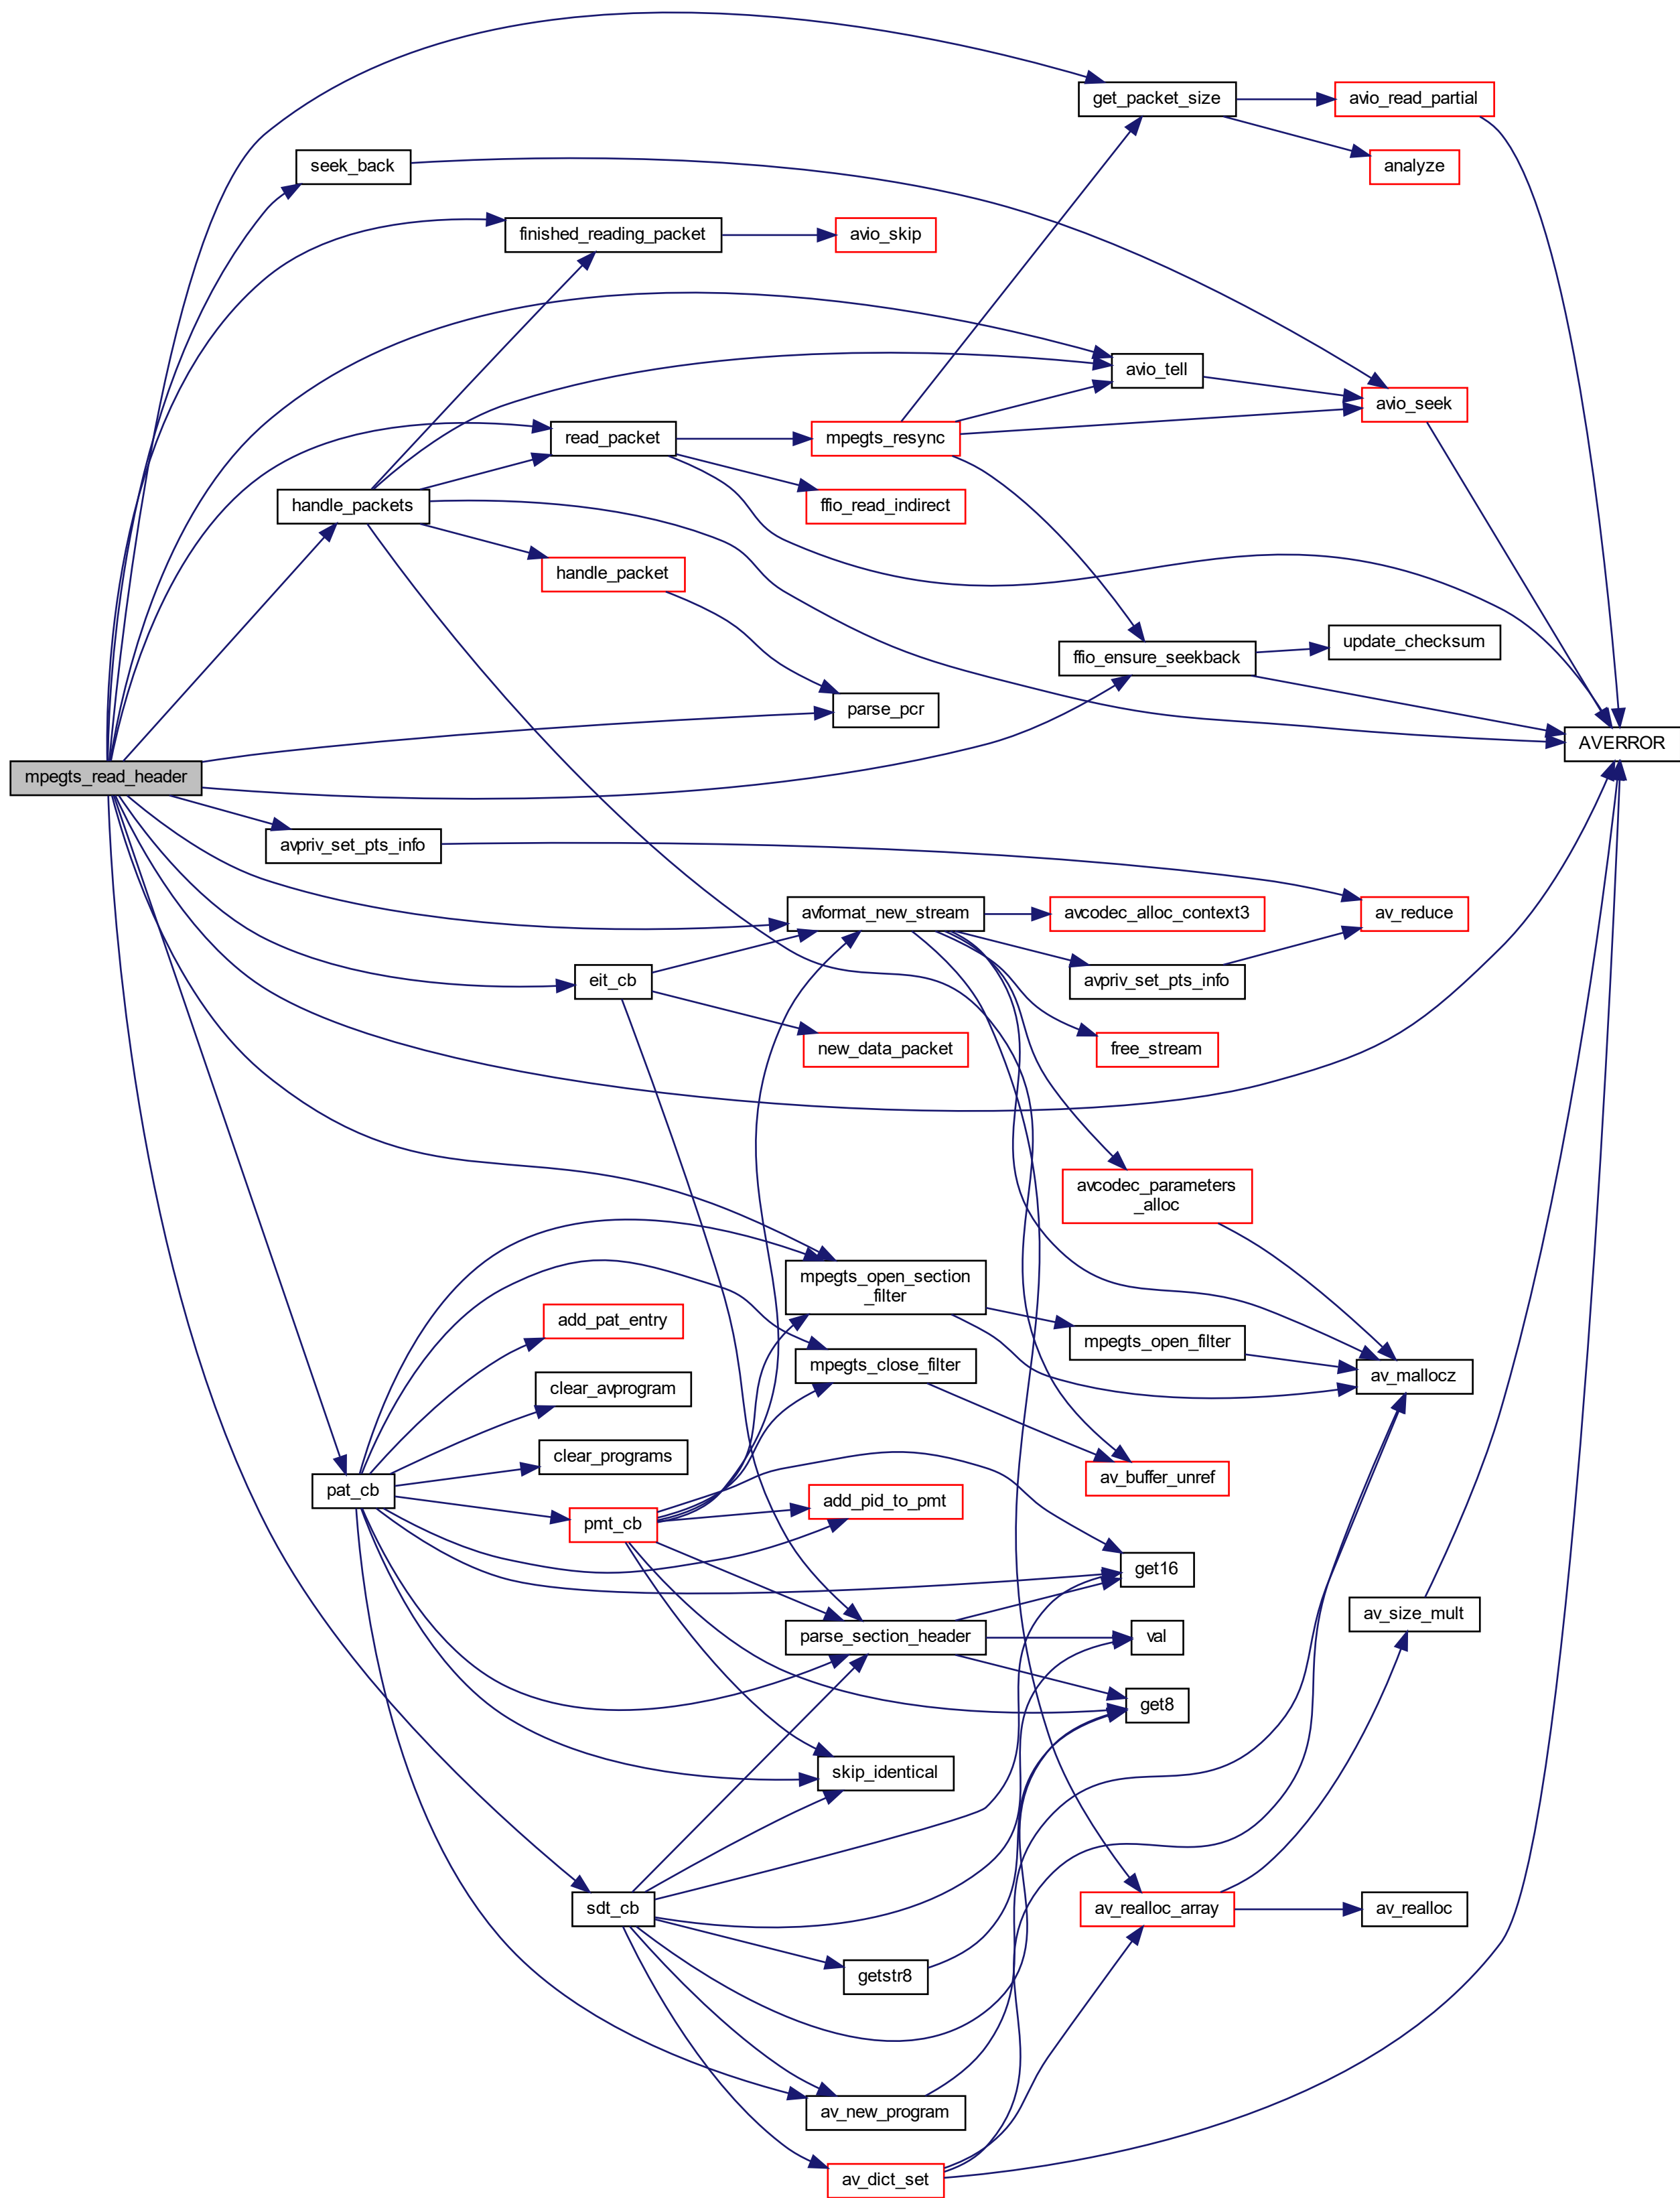 get_packet_size
avio_read_partial
analyze
seek_back
finished_reading_packet
avio_skip
avio_tell
avio_seek
read_packet
mpegts_resync
handle_packets
ffio_read_indirect
handle_packet
ffio_ensure_seekback
update_checksum
parse_pcr
AVERROR
mpegts_read_header
avpriv_set_pts_info
avformat_new_stream
avcodec_alloc_context3
av_reduce
eit_cb
avpriv_set_pts_info
new_data_packet
free_stream
avcodec_parameters
_alloc
mpegts_open_section
_filter
add_pat_entry
mpegts_open_filter
mpegts_close_filter
av_mallocz
clear_avprogram
clear_programs
av_buffer_unref
pat_cb
add_pid_to_pmt
pmt_cb
get16
av_size_mult
parse_section_header
val
get8
skip_identical
sdt_cb
av_realloc_array
av_realloc
getstr8
av_new_program
av_dict_set